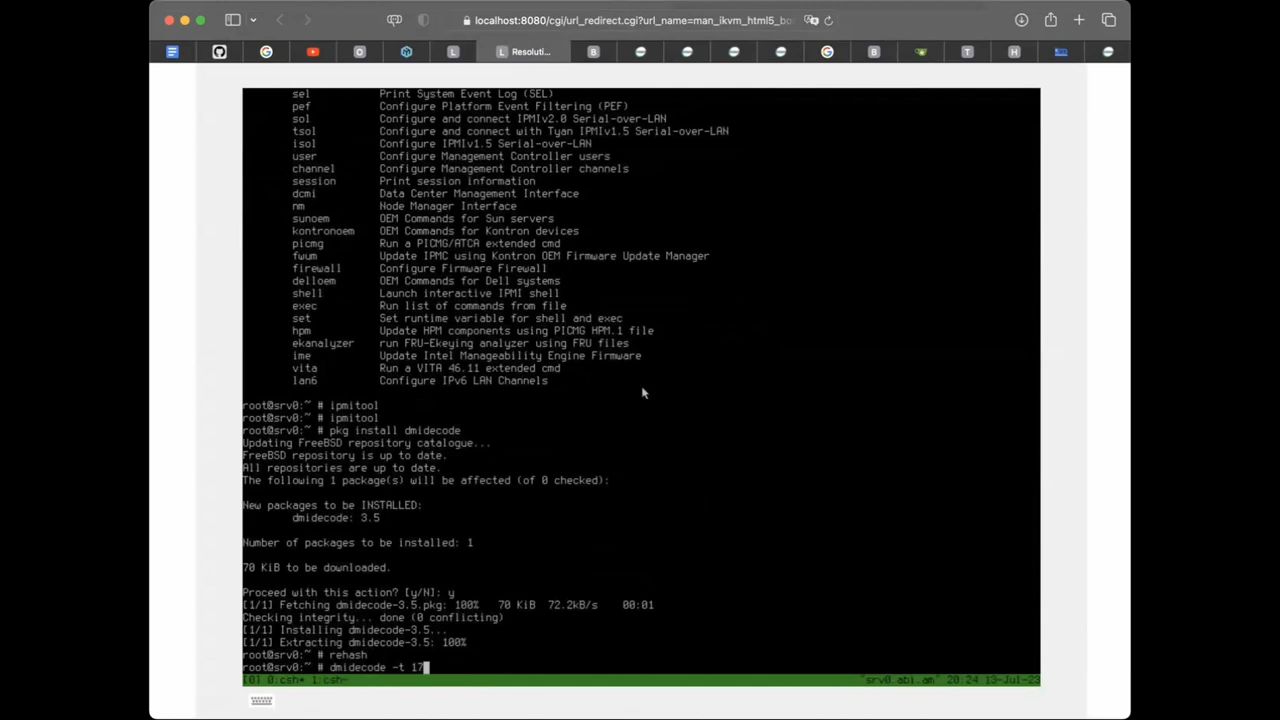 localhost:8080/cgi/url_redirect.cgi?url_name=man_ikvm_html5_bo
L Resoluti...
sel Print System Event Log (SEL)
pef Configure Platform Event Filtering (PEF)
sol Configure and connect IPMIv2.0 Serial-over-LAN
tsol Configure and connect with Tyan IPMIv1.5 Serial-over-LAN
isol Configure IPMIv1.5 Serial-over-LAN
user Configure Management Controller users
channel Configure Management Controller channels
session Print session information
dcmi Data Center Management Interface
nm Node Manager Interface
sunoem OEM Commands for Sun servers
kontronoem OEM Commands for Kontron devices
picmg Run a PICMG/ATCA extended cmd
fwum Update IPMC using Kontron OEM Firmware Update Manager
firewall Configure Firmware Firewall
delloem OEM Commands for Dell systems
shell Launch interactive IPMI shell
exec Run list of commands from file
set Set runtime variable for shell and exec
hpm Update HPM components using PICMG HPM.1 file
ekanalyzer run FRU-Ekeying analyzer using FRU files
ime Update Intel Manageability Engine Firmware
vita Run a VITA 46.11 extended cmd
lan6 Configure IPv6 LAN Channels
root@srv0:~ # ipmitool
root@srv0:~ # ipmitool
root@srv0:~ # pkg install dmidecode
Updating FreeBSD repository catalogue...
FreeBSD repository is up to date.
All repositories are up to date.
The following 1 package(s) will be affected (of 0 checked):
New packages to be INSTALLED:
dmidecode: 3.5
Number of packages to be installed: 1
70 KiB to be downloaded.
Proceed with this action? [y/N]: y
[1/1] Fetching dmidecode-3.5.pkg: 100% 70 KiB 72.2kB/s 00:01
Checking integrity... done (0 conflicting)
[1/1] Installing dmidecode-3.5...
[1/1] Extracting dmidecode-3.5: 100%
root@srv0:~ # rehash
root@srv0:~ # dmidecode -t 17
[0] 0:csh* 1:csh- "srv0.abi.am" 20:24 13-Jul-23